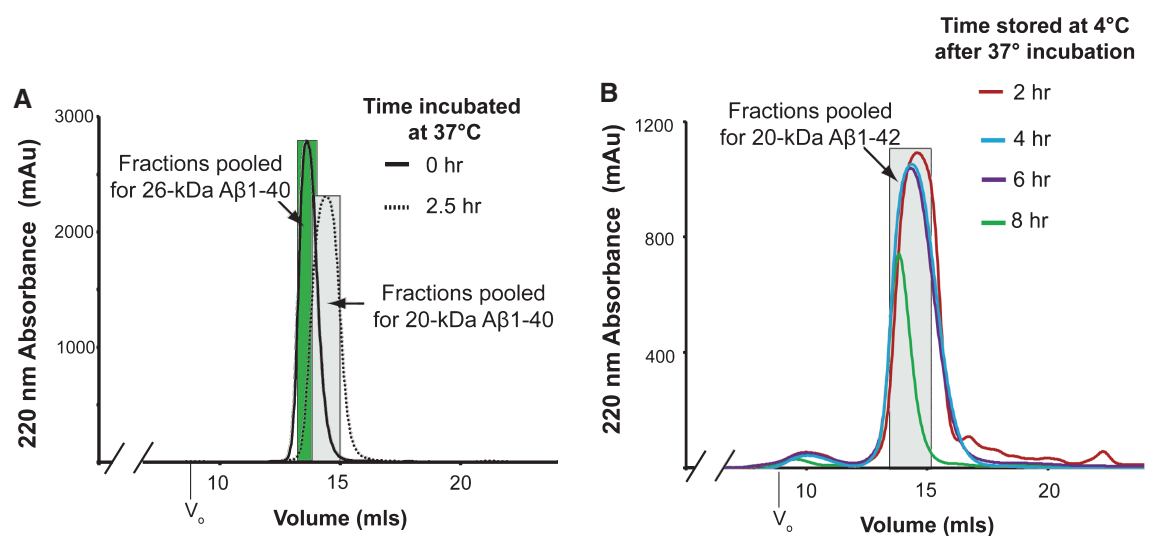 A
3000
2000
1000
220 nm Absorbance (mAu)
Fractions pooled
for 26-kDa Aβ1-40
Time incubated
at 37°C
0 hr
2.5 hr
Fractions pooled
for 20-kDa Aβ1-40
10
15
20
Vo
Volume (mls)
B
Time stored at 4°C
after 37° incubation
2 hr
4 hr
6 hr
8 hr
Fractions pooled
for 20-kDa Aβ1-42
1200
800
400
220 nm Absorbance (mAu)
10
15
20
Vo
Volume (mls)